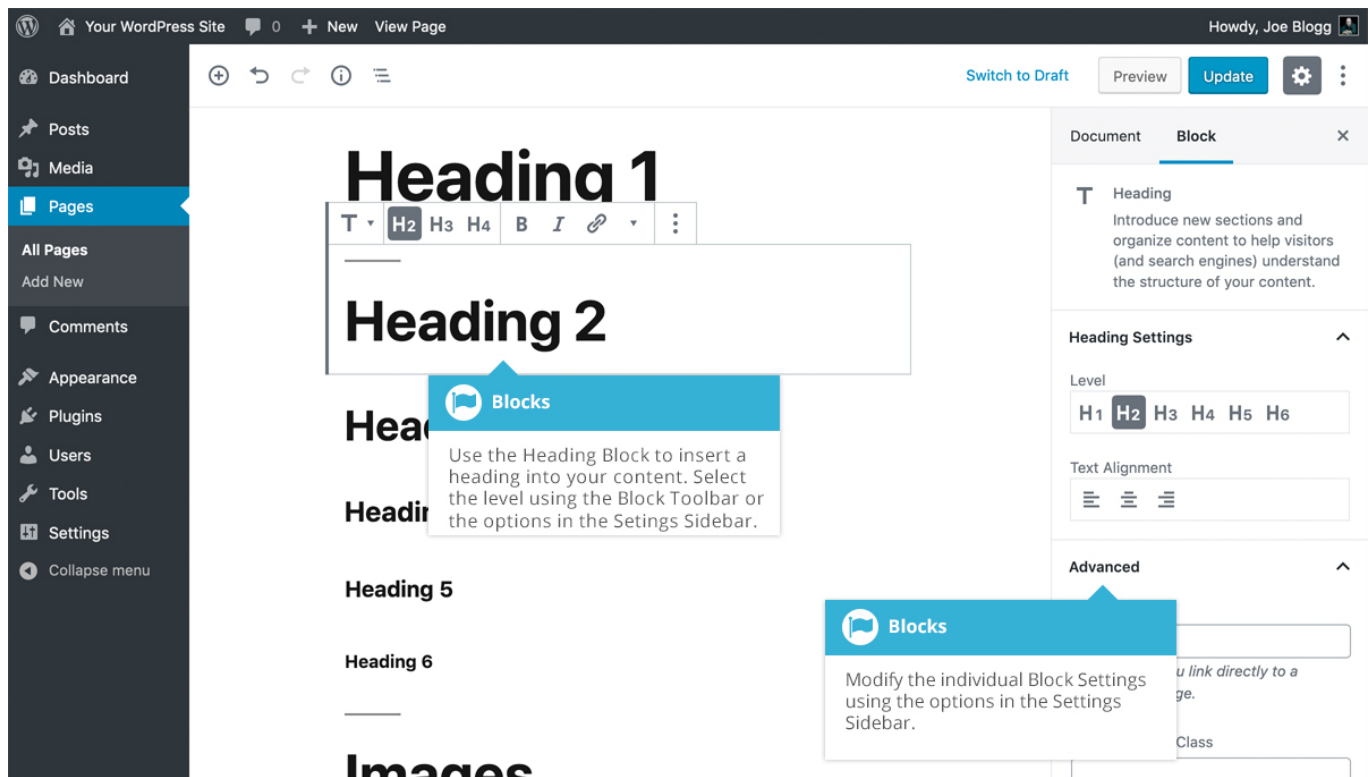 Your WordPress Site 0 New View Page Howdy, Joe Blogg
Dashboard
Posts
Media
Pages
All Pages
Add New
Comments
Appearance
Plugins
Users
Tools
Settings
Collapse menu
Switch to Draft Preview Update
Heading 1
T H2 H3 H4 B I
Heading 2
Blocks
Use the Heading Block to insert a
heading into your content. Select
the level using the Block Toolbar or
the options in the Setings Sidebar.
Heading 5
Heading 6
Images
Document Block
T Heading
Introduce new sections and
organize content to help visitors
(and search engines) understand
the structure of your content.
Heading Settings
Level
H1 H2 H3 H4 H5 H6
Text Alignment
Advanced
Blocks
Modify the individual Block Settings
using the options in the Settings
Sidebar.
link directly to a
Class